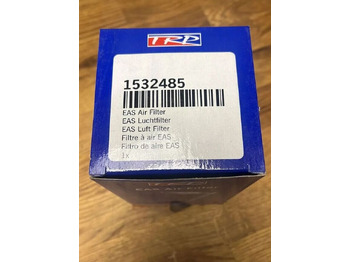 TRP
1532485
EAS Air Filter
EAS Luchtfilter
EAS Luft Filter
Filtre à air EAS
Filtro de aire EAS
1x